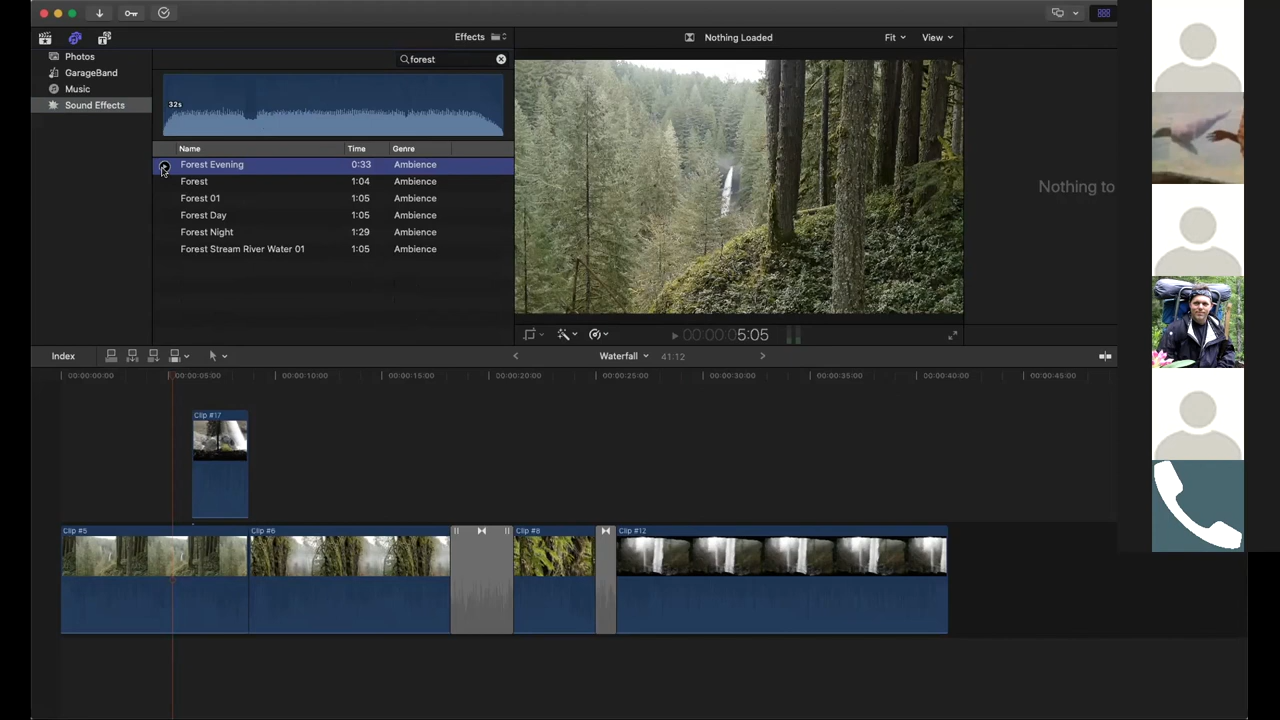 Effects
Nothing Loaded
Fit
View
Photos
GarageBand
Music
Sound Effects
forest
32s
Name Time Genre
Forest Evening 0:33 Ambience
Forest 1:04 Ambience
Forest 01 1:05 Ambience
Forest Day 1:05 Ambience
Forest Night 1:29 Ambience
Forest Stream River Water 01 1:05 Ambience
Nothing to
00:00:05:05
Index
Waterfall
41:12
00:00:00:00 00:00:05:00 00:00:10:00 00:00:15:00 00:00:20:00 00:00:25:00 00:00:30:00 00:00:35:00 00:00:40:00 00:00:45:00
Clip #17
Clip #5
Clip #6
Clip #8
Clip #12